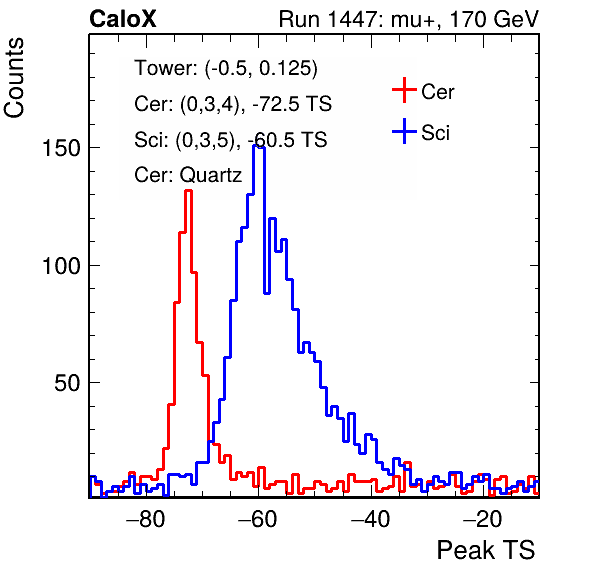 CaloX Run 1447: mu+, 170 GeV
Counts
Tower: (-0.5, 0.125)
Cer: (0,3,4), -72.5 TS
Sci: (0,3,5), -60.5 TS
Cer: Quartz
Cer
Sci
150
100
50
−80 −60 −40 −20
Peak TS